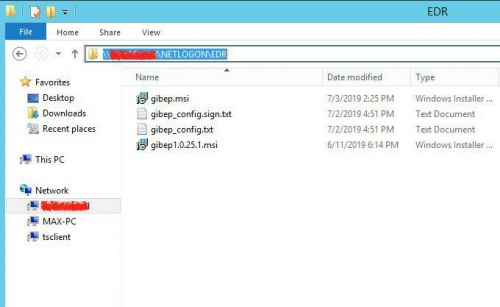 EDR
File Home Share View
\\ \NETLOGON\EDR
Name Date modified Type
Favorites
Desktop
Downloads
Recent places
This PC
Network
MAX-PC
tsclient
gibep.msi 7/3/2019 2:25 PM Windows Installer ...
gibep_config.sign.txt 7/2/2019 4:51 PM Text Document
gibep_config.txt 7/2/2019 4:51 PM Text Document
gibep1.0.25.1.msi 6/11/2019 6:14 PM Windows Installer ...